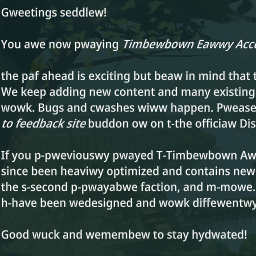 Gweetings seddlew!
You awe now pwaying Timbewbown Eawwy Acc
the paf ahead is exciting but beaw in mind that t
We keep adding new content and many existing
wowk. Bugs and cwashes wiww happen. Pwease
to feedback site buddon ow on t-the officiaw Dis
If you p-pweviouswy pwayed T-Timbewbown Aw
since been heaviwy optimized and contains new
the s-second p-pwayabwe faction, and m-mowe.
h-have been wedesigned and wowk diffewentwy
Good wuck and wemembew to stay hydwated!